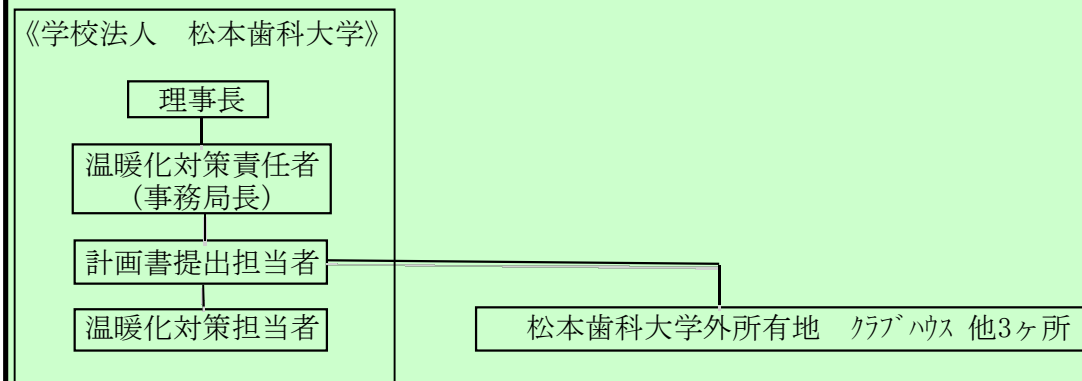 《学校法人　松本歯科大学》
理事長
温暖化対策責任者
(事務局長)
計画書提出担当者
温暖化対策担当者
松本歯科大学外所有地　ｸﾗﾌﾞﾊｳｽ 他3ヶ所